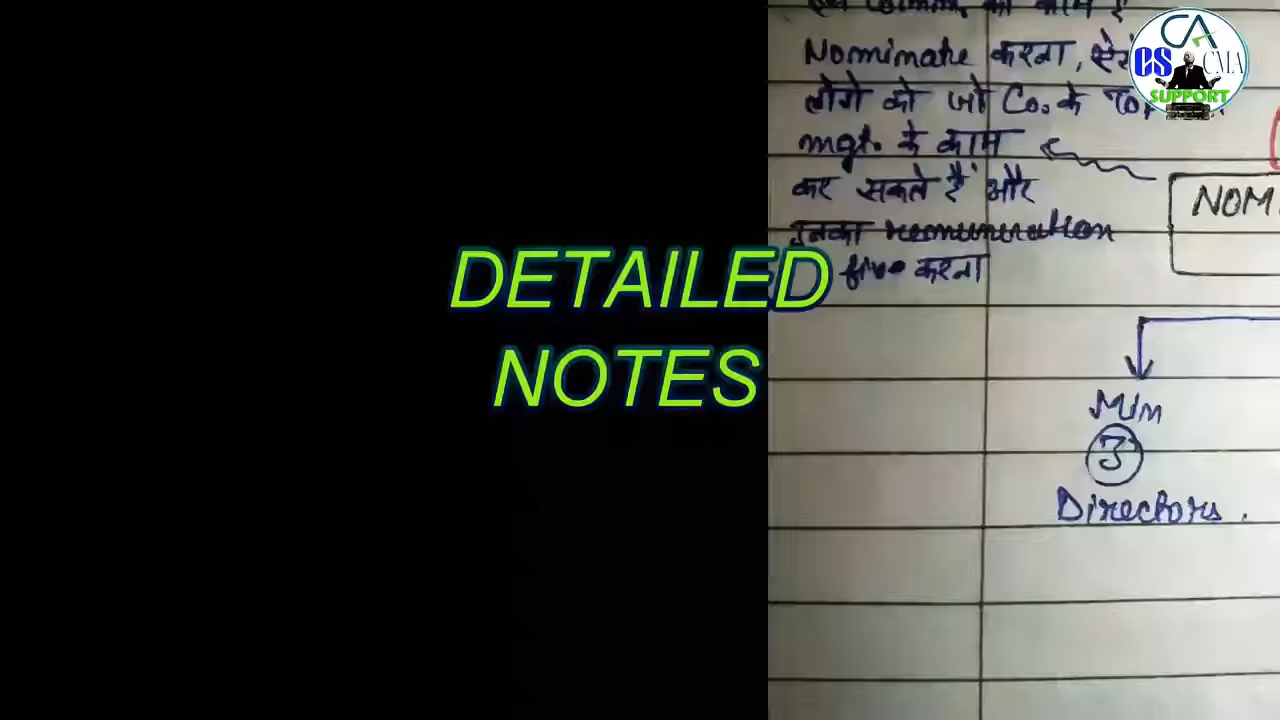 DETAILED
NOTES
का काम है
Nominate करना, ऐसे
लोगो को जो Co. के Top
mgt. के काम
कर सकते हैं और
उनका remuneration
fix करना
NOM
Min
3
Directors.
CA
CS
CMA
SUPPORT